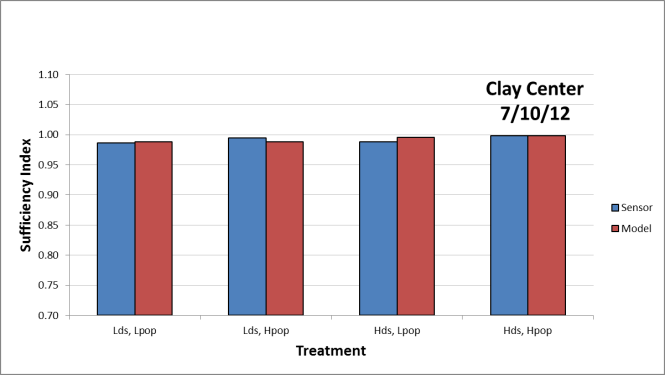 Clay Center
7/10/12
1.10
1.05
1.00
0.95
0.90
0.85
0.80
0.75
0.70
Sufficiency Index
Lds, Lpop
Lds, Hpop
Hds, Lpop
Hds, Hpop
Treatment
Sensor
Model